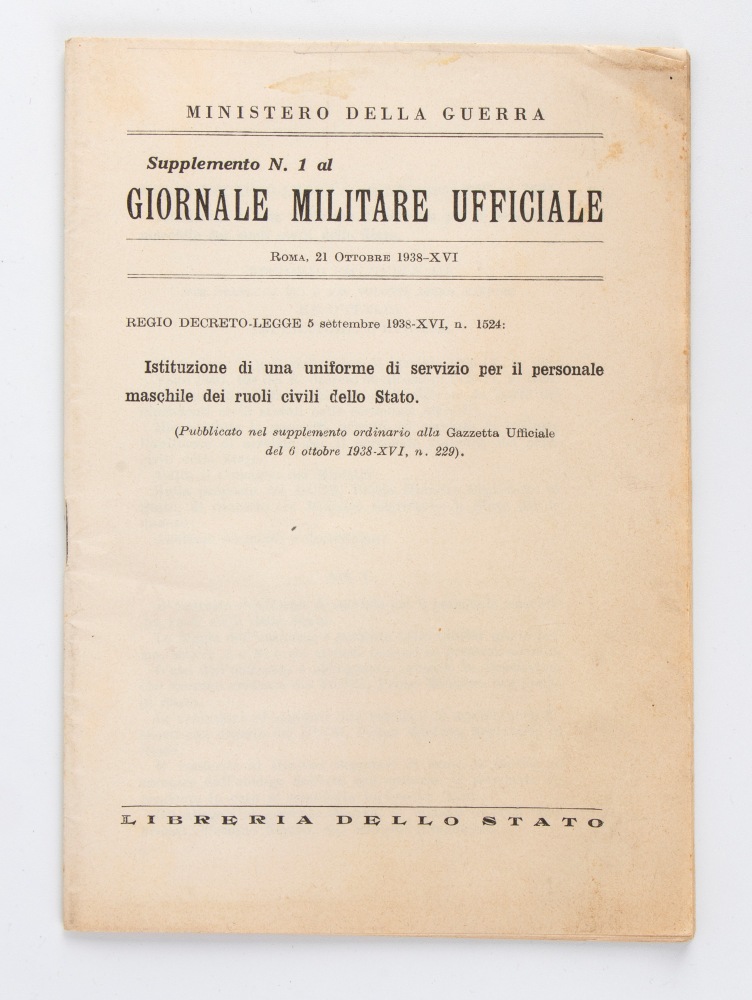 MINISTERO DELLA GUERRA
Supplemento N. 1 al
GIORNALE MILITARE UFFICIALE
ROMA, 21 OTTOBRE 1938-XVI
REGIO DECRETO-LEGGE 5 settembre 1938-XVI, n. 1524:
Istituzione di una uniforme di servizio per il personale
maschile dei ruoli civili dello Stato.
(Pubblicato nel supplemento ordinario alla Gazzetta Ufficiale
del 6 ottobre 1938-XVI, n. 229).
LIBRERIA DELLO STATO